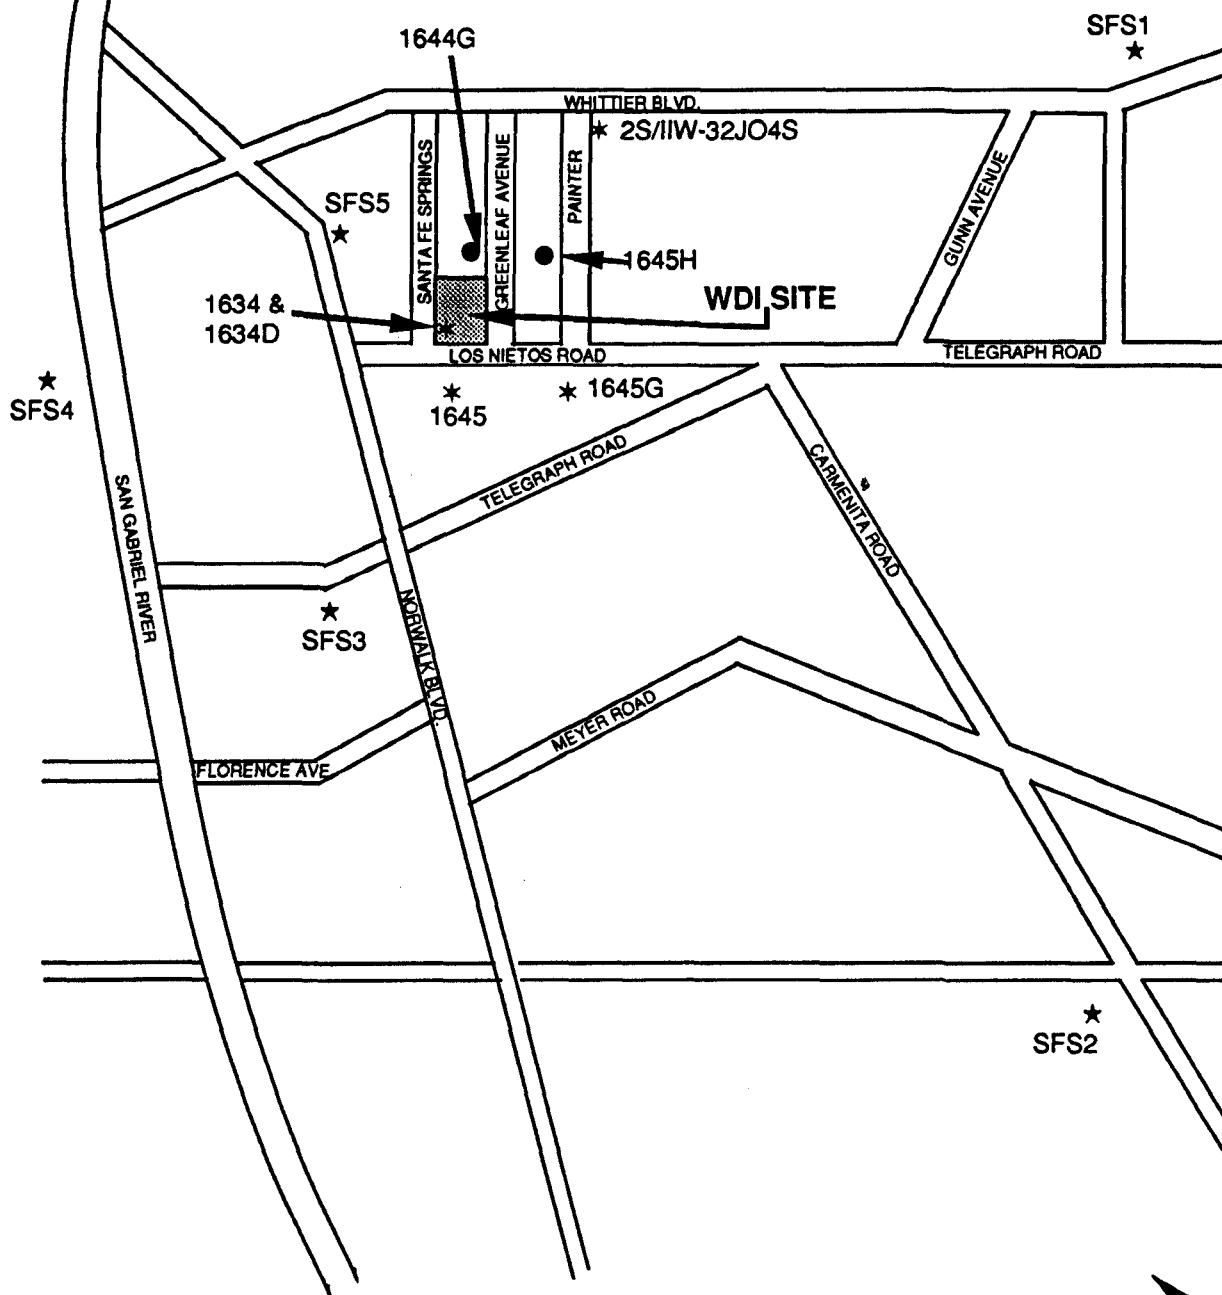 SFS1
1644G
WHITTIER BLVD.
2S/IIW-32JO4S
SANTA FE SPRINGS
GREENLEAF AVENUE
PAINTER
GUNN AVENUE
SFS5
1645H
1634 &
1634D
WDI SITE
LOS NIETOS ROAD
TELEGRAPH ROAD
SFS4
1645
1645G
TELEGRAPH ROAD
CARMENITA ROAD
SAN GABRIEL RIVER
SFS3
NORWALK BLVD.
MEYER ROAD
FLORENCE AVE
SFS2